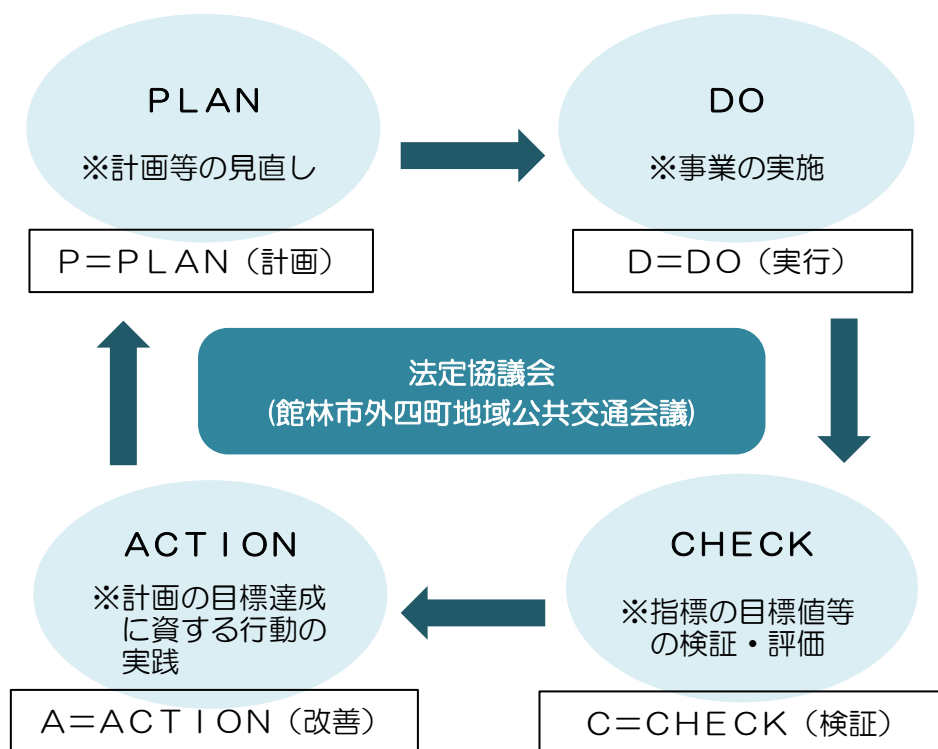 ＰＬＡＮ
※計画等の見直し
Ｐ＝ＰＬＡＮ（計画）
ＤＯ
※事業の実施
Ｄ＝ＤＯ（実行）
法定協議会
(館林市外四町地域公共交通会議)
ＡＣＴＩＯＮ
※計画の目標達成
に資する行動の
実践
Ａ＝ＡＣＴＩＯＮ（改善）
ＣＨＥＣＫ
※指標の目標値等
の検証・評価
Ｃ＝ＣＨＥＣＫ（検証）